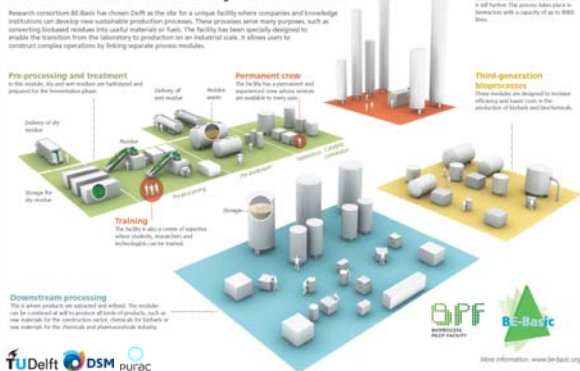 Research consortium BE-Basic has chosen Delft as the site for a unique facility where companies and knowledge
institutions can develop new sustainable production processes. These processes serve many purposes, such as
converting biobased residues into useful materials or fuels. The facility has been specially designed to
enable the transition from the laboratory to production on an industrial scale. It allows users to
construct complex operations by linking separate process modules.
it still further. This process takes place in
bioreactors with a capacity of up to 8000
litres.
Pre-processing and treatment
In this module, dry and wet residues are hydrolized and
prepared for the fermentation phase.
Delivery of dry
residue
Delivery of
wet residue
Residue
waste
Permanent crew
The facility has a permanent and
experienced crew whose services
are available to every user.
Third-generation
bioprocesses
These modules are designed to increase
efficiency and lower costs in the
production of biofuels and biochemicals.
Residue
Storage for
dry residue
Pre-processing
Pre-treatment
Training
The facility is also a centre of expertise
where students, researchers and
technologists can be trained.
Storage
Downstream processing
This is where products are extracted and refined. The modules
can be combined at will to produce all kinds of products, such as
raw materials for the construction sector, chemicals for biofuels or
raw materials for the chemicals and pharmaceuticals industry.
BPF
BIOPROCESS
PILOT FACILITY
BE-Basic
TUDelft
DSM
purac
More information: www.be-basic.org